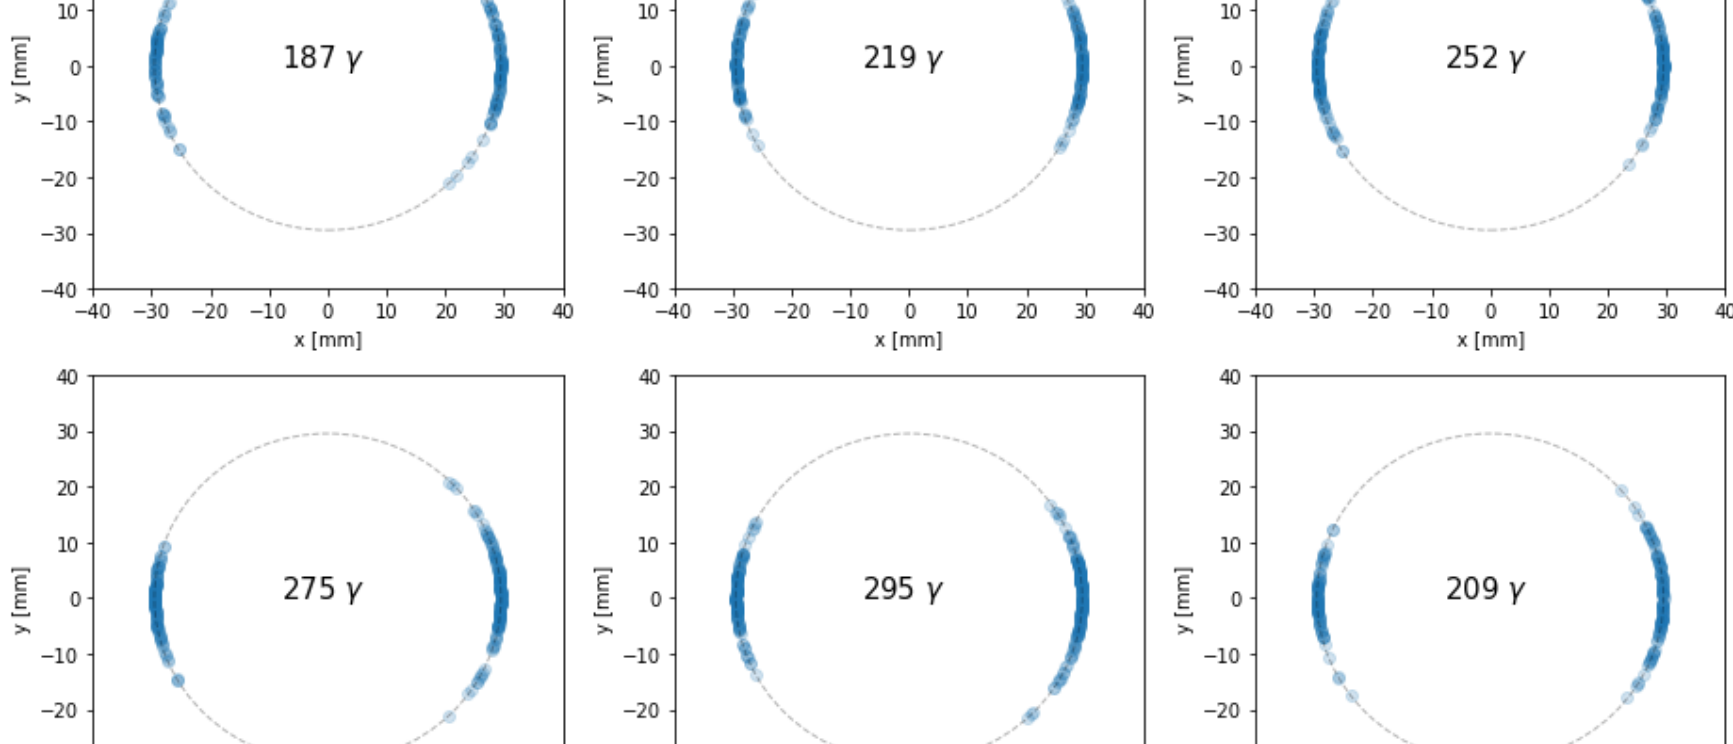 10 10 10
187 γ 219 γ 252 γ
y [mm] y [mm] y [mm]
0 0 0
−10 −10 −10
−20 −20 −20
−30 −30 −30
−40 −40 −40
−40 −30 −20 −10 0 10 20 30 40 −40 −30 −20 −10 0 10 20 30 40 −40 −30 −20 −10 0 10 20 30 40
x [mm] x [mm] x [mm]
40 40 40
30 30 30
20 20 20
10 10 10
275 γ 295 γ 209 γ
y [mm] y [mm] y [mm]
0 0 0
−10 −10 −10
−20 −20 −20